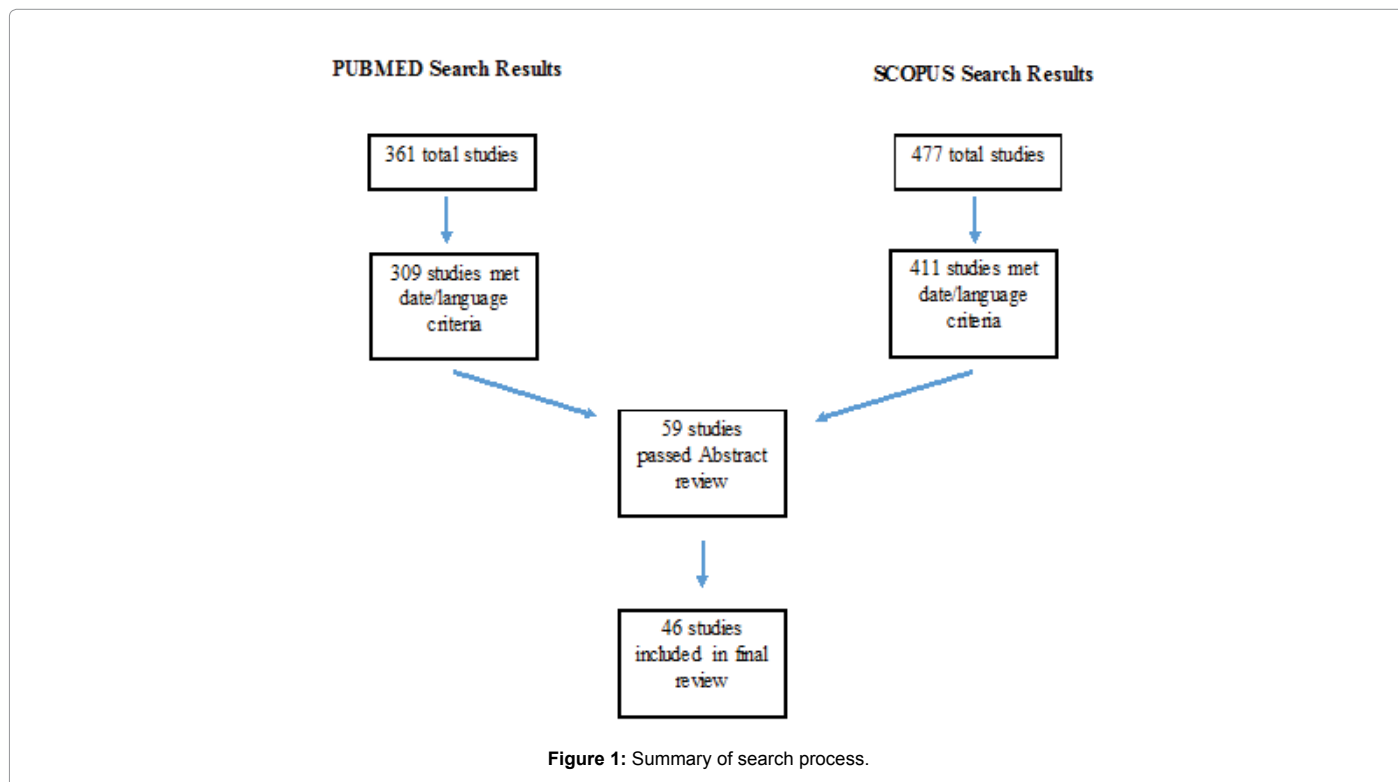 PUBMED Search Results
SCOPUS Search Results
361 total studies
477 total studies
309 studies met
date/language
criteria
411 studies met
date/language
criteria
59 studies
passed Abstract
review
46 studies
included in final
review
Figure 1: Summary of search process.